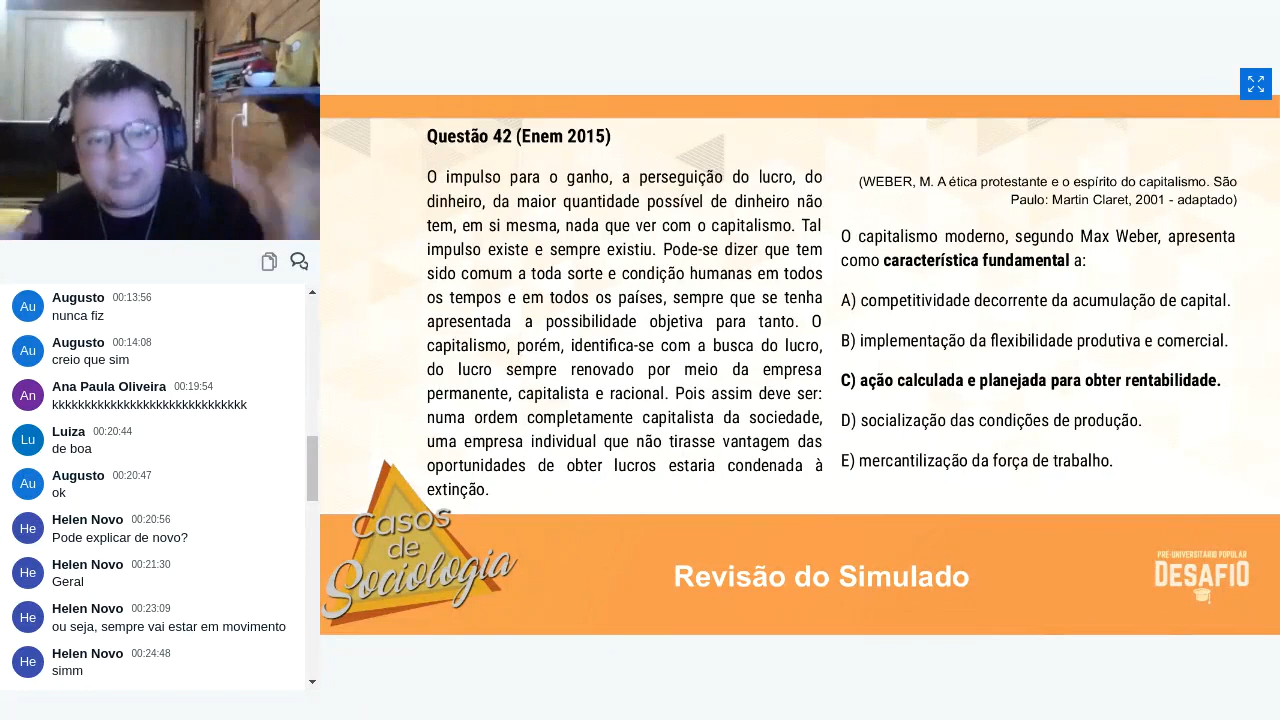 Au
Augusto 00:13:56
nunca fiz
Au
Augusto 00:14:08
creio que sim
An
Ana Paula Oliveira 00:19:54
kkkkkkkkkkkkkkkkkkkkkkkkkkkkkk
Lu
Luiza 00:20:44
de boa
Au
Augusto 00:20:47
ok
He
Helen Novo 00:20:56
Pode explicar de novo?
He
Helen Novo 00:21:30
Geral
He
Helen Novo 00:23:09
ou seja, sempre vai estar em movimento
He
Helen Novo 00:24:48
simm
Questão 42 (Enem 2015)
O impulso para o ganho, a perseguição do lucro, do
dinheiro, da maior quantidade possível de dinheiro não
tem, em si mesma, nada que ver com o capitalismo. Tal
impulso existe e sempre existiu. Pode-se dizer que tem
sido comum a toda sorte e condição humanas em todos
os tempos e em todos os países, sempre que se tenha
apresentada a possibilidade objetiva para tanto. O
capitalismo, porém, identifica-se com a busca do lucro,
do lucro sempre renovado por meio da empresa
permanente, capitalista e racional. Pois assim deve ser:
numa ordem completamente capitalista da sociedade,
uma empresa individual que não tirasse vantagem das
oportunidades de obter lucros estaria condenada à
extinção.
(WEBER, M. A ética protestante e o espírito do capitalismo. São
Paulo: Martin Claret, 2001 - adaptado)
O capitalismo moderno, segundo Max Weber, apresenta
como característica fundamental a:
A) competitividade decorrente da acumulação de capital.
B) implementação da flexibilidade produtiva e comercial.
C) ação calculada e planejada para obter rentabilidade.
D) socialização das condições de produção.
E) mercantilização da força de trabalho.
Casos
de
Sociologia
Revisão do Simulado
PRÉ-UNIVERSITÁRIO POPULAR
DESAFIO